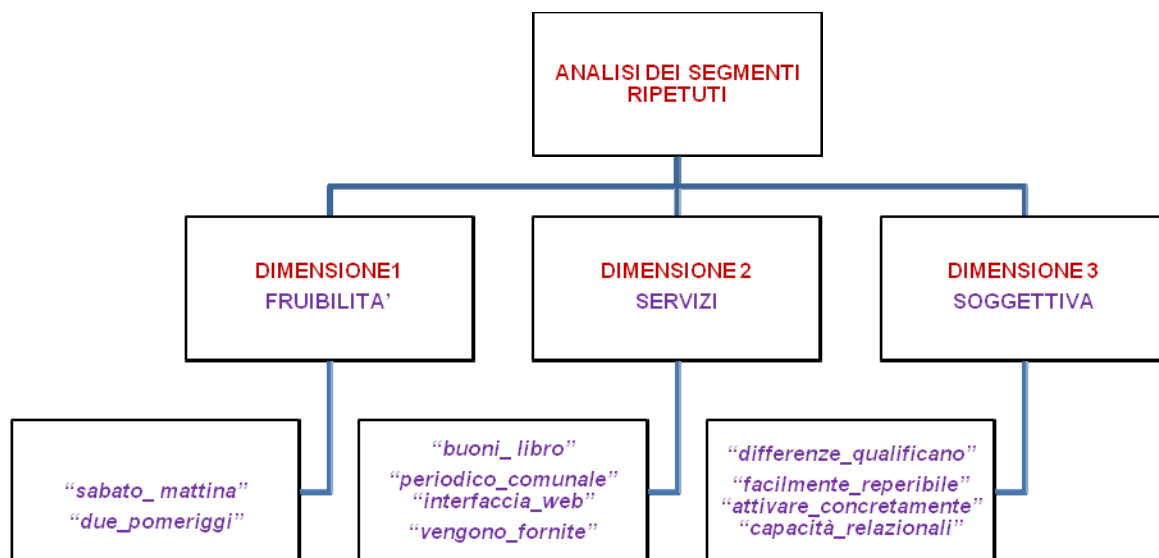 ANALISI DEI SEGMENTI
RIPETUTI
DIMENSIONE1
FRUIBILITA’
DIMENSIONE 2
SERVIZI
DIMENSIONE 3
SOGGETTIVA
“sabato_ mattina”
“due_pomeriggi”
“buoni_ libro”
“periodico_comunale”
“interfaccia_web”
“vengono_fornite”
“differenze_qualificano”
“facilmente_reperibile”
“attivare_concretamente”
“capacità_relazionali”